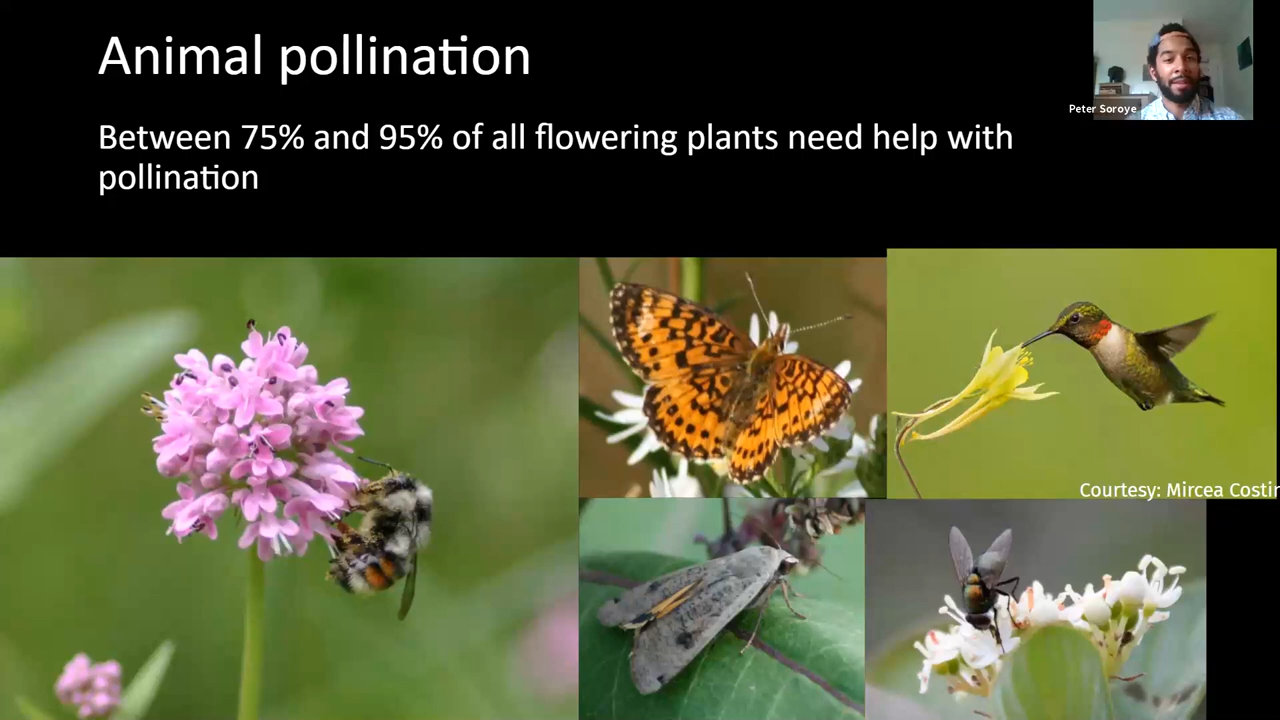 Animal pollination
Peter Soroye
Between 75% and 95% of all flowering plants need help with
pollination
Courtesy: Mircea Costin